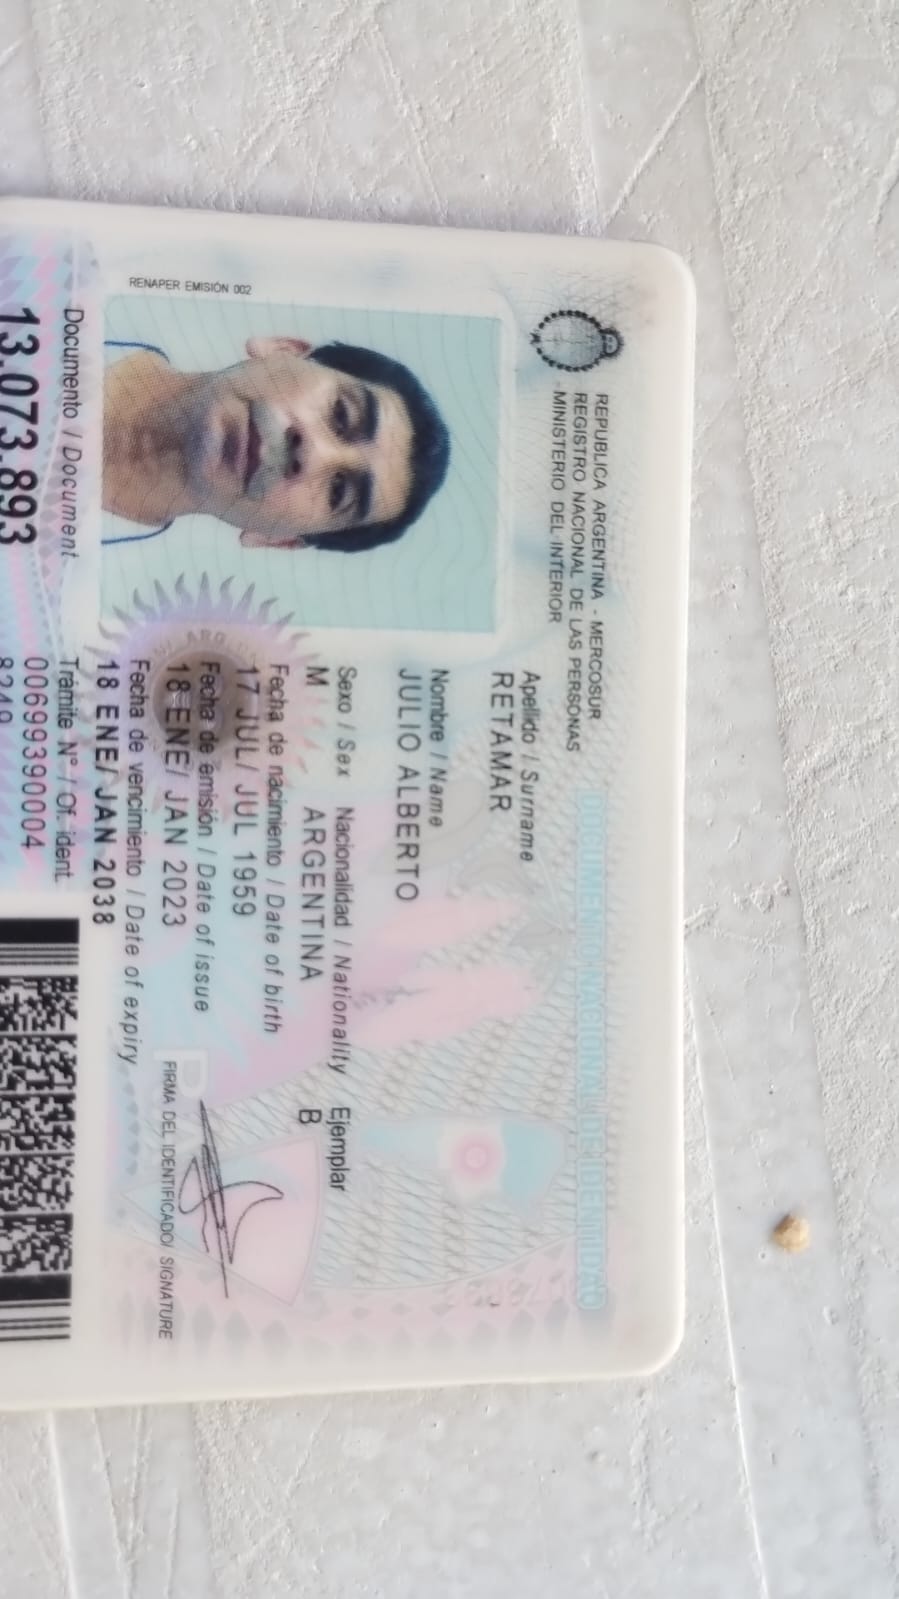 REPUBLICA ARGENTINA - MERCOSUR
REGISTRO NACIONAL DE LAS PERSONAS
MINISTERIO DEL INTERIOR
DOCUMENTO NACIONAL DE IDENTIDAD
RENAPER EMISIÓN 002
Apellido / Surname
RETAMAR
Nombre / Name
JULIO ALBERTO
Sexo / Sex Nacionalidad / Nationality Ejemplar
M ARGENTINA B
Fecha de nacimiento / Date of birth
17 JUL/ JUL 1959
Fecha de emisión / Date of issue
18 ENE/ JAN 2023
Fecha de vencimiento / Date of expiry
18 ENE/ JAN 2038
FIRMA DEL IDENTIFICADO/ SIGNATURE
Documento / Document
13.073.893
Trámite N° / Of. ident.
00699390004